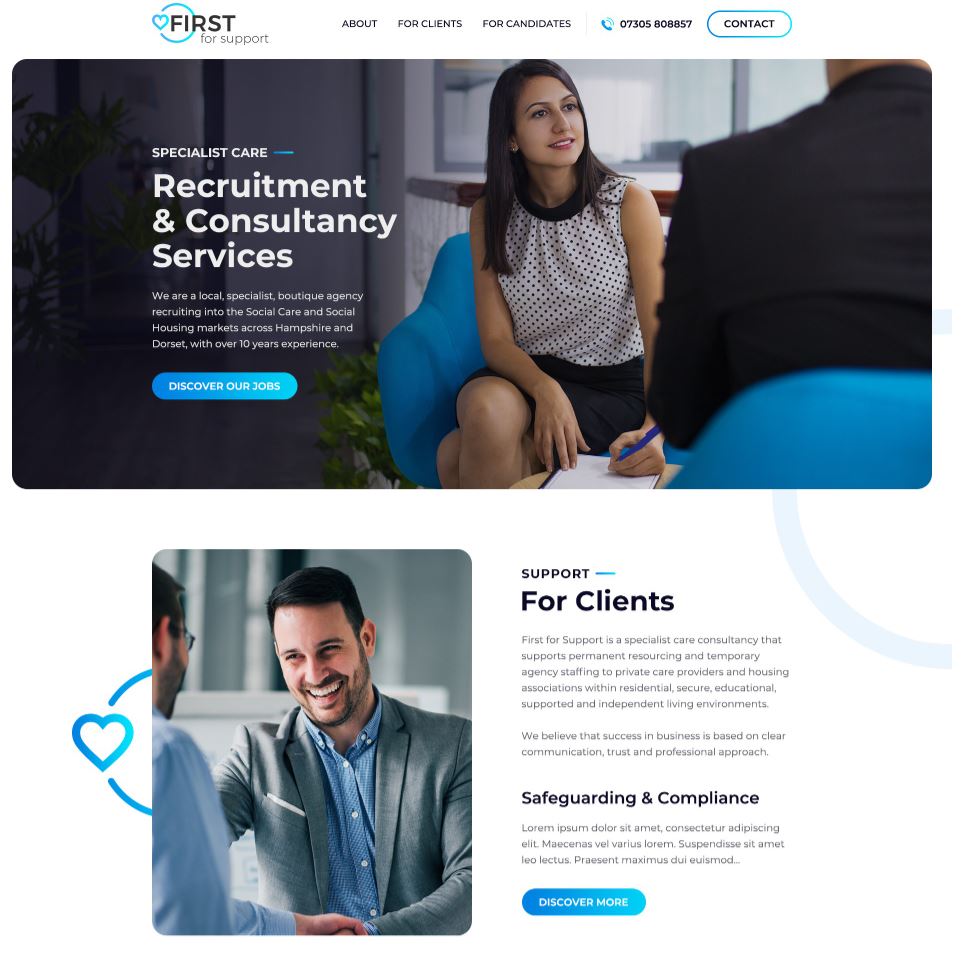 FIRST
for support
ABOUT
FOR CLIENTS
FOR CANDIDATES
07305 808857
CONTACT
SPECIALIST CARE
Recruitment
& Consultancy
Services
We are a local, specialist, boutique agency
recruiting into the Social Care and Social
Housing markets across Hampshire and
Dorset, with over 10 years experience.
DISCOVER OUR JOBS
SUPPORT
For Clients
First for Support is a specialist care consultancy that
supports permanent resourcing and temporary
agency staffing to private care providers and housing
associations within residential, secure, educational,
supported and independent living environments.
We believe that success in business is based on clear
communication, trust and professional approach.
Safeguarding & Compliance
Lorem ipsum dolor sit amet, consectetur adipiscing
elit. Maecenas vel varius lorem. Suspendisse sit amet
leo lectus. Praesent maximus dui euismod...
DISCOVER MORE